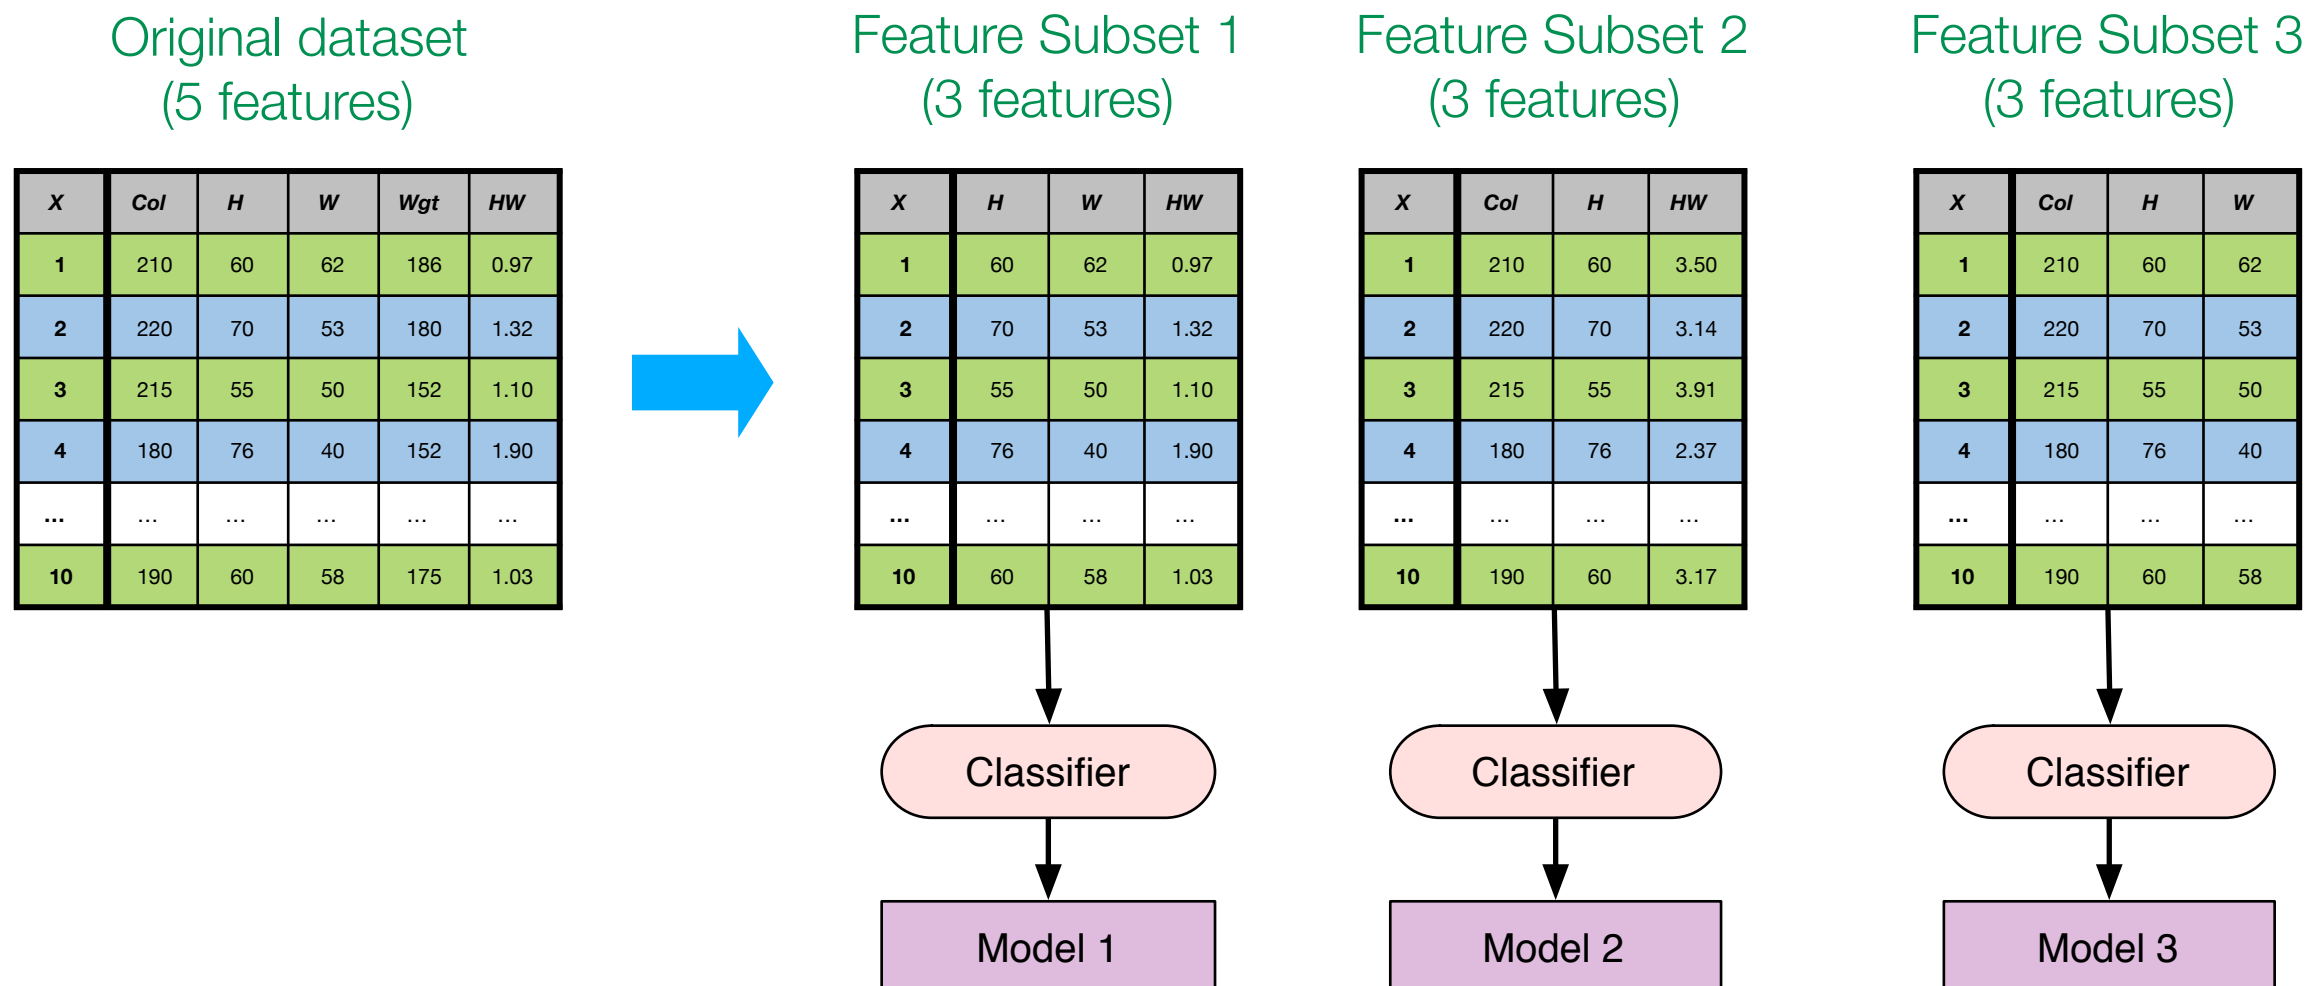 Original dataset
(5 features)
X Col H W Wgt HW
1 210 60 62 186 0.97
2 220 70 53 180 1.32
3 215 55 50 152 1.10
4 180 76 40 152 1.90
... ... ... ... ... ...
10 190 60 58 175 1.03
Feature Subset 1
(3 features)
X H W HW
1 60 62 0.97
2 70 53 1.32
3 55 50 1.10
4 76 40 1.90
... ... ... ...
10 60 58 1.03
Classifier
Model 1
Feature Subset 2
(3 features)
X Col H HW
1 210 60 3.50
2 220 70 3.14
3 215 55 3.91
4 180 76 2.37
... ... ... ...
10 190 60 3.17
Classifier
Model 2
Feature Subset 3
(3 features)
X Col H W
1 210 60 62
2 220 70 53
3 215 55 50
4 180 76 40
... ... ... ...
10 190 60 58
Classifier
Model 3